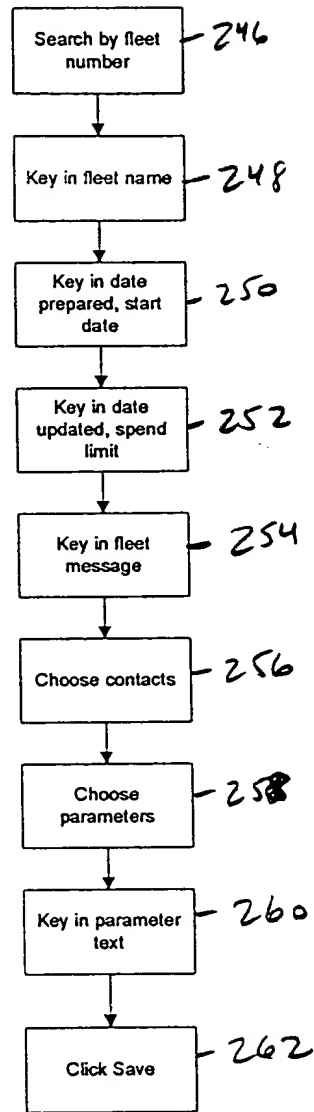 Search by fleet
number
246
Key in fleet name
248
Key in date
prepared, start
date
250
Key in date
updated, spend
limit
252
Key in fleet
message
254
Choose contacts
256
Choose
parameters
258
Key in parameter
text
260
Click Save
262